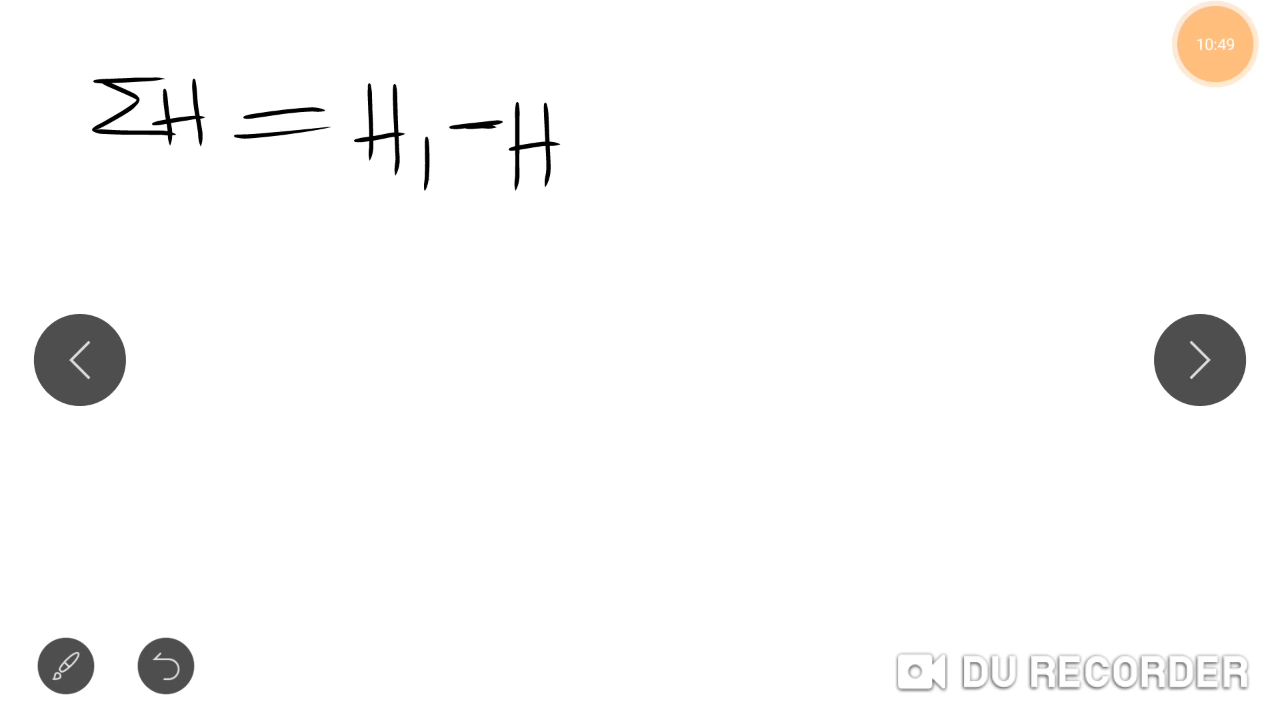 10:49
ΣH = H₁ - H
DU RECORDER